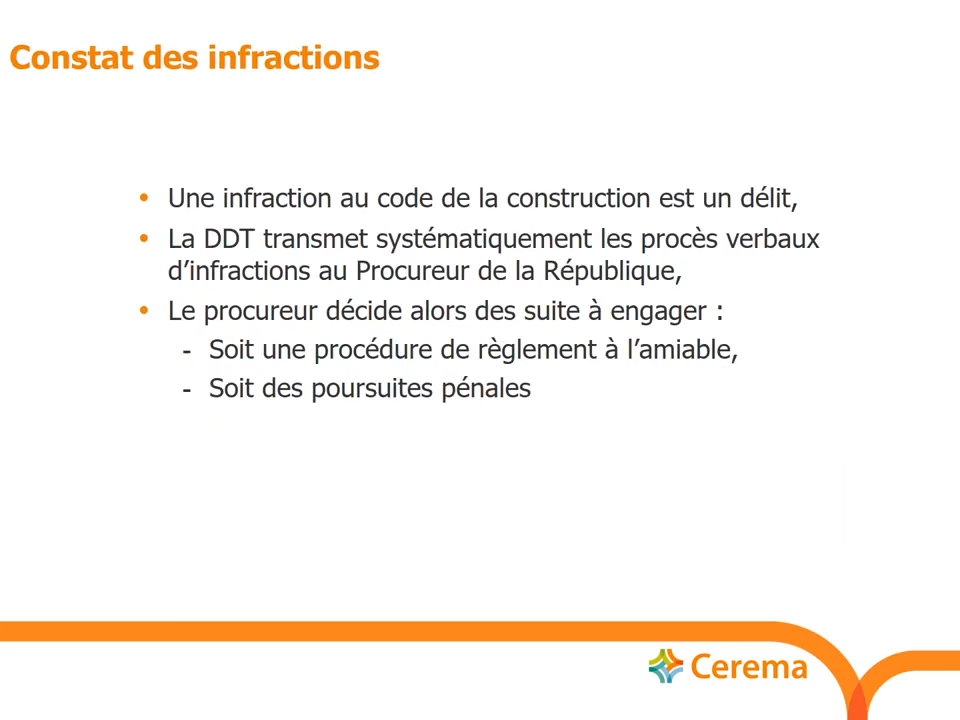 Constat des infractions
• Une infraction au code de la construction est un délit,
• La DDT transmet systématiquement les procès verbaux
d’infractions au Procureur de la République,
• Le procureur décide alors des suite à engager :
- Soit une procédure de règlement à l’amiable,
- Soit des poursuites pénales
Cerema